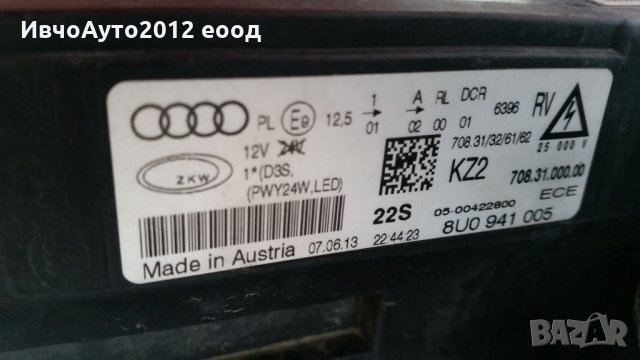 ИвчоАуто2012 еоод
PL E9 12,5 1 A RL DCR 6396 RV
01 02 00 01
12V 24V 708.31/32/61/62 25 000 V
ZKW 1*(D3S, KZ2 708.31.000.00
(PWY24W,LED) ECE
22S 05-00422800
Made in Austria 07.06.13 22:44:23 8U0 941 005
BAZAR